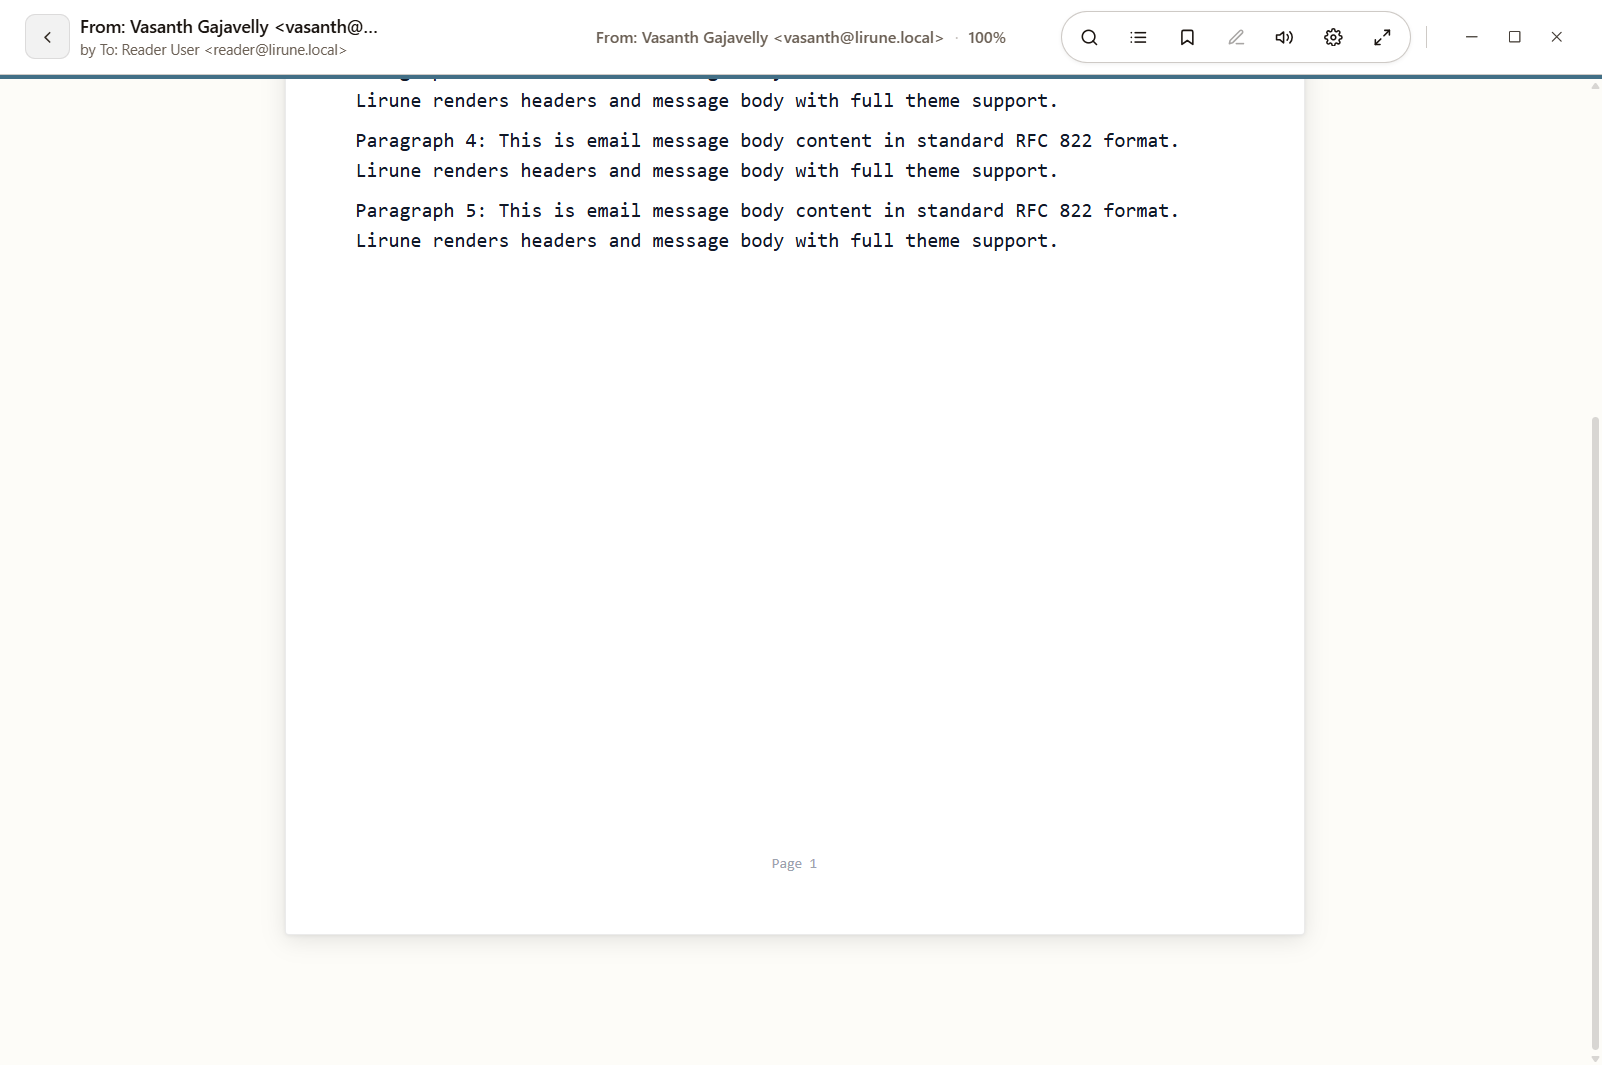 From: Vasanth Gajavelly <vasanth@...
by To: Reader User <reader@lirune.local>
From: Vasanth Gajavelly <vasanth@lirune.local> · 100%
Lirune renders headers and message body with full theme support.
Paragraph 4: This is email message body content in standard RFC 822 format.
Lirune renders headers and message body with full theme support.
Paragraph 5: This is email message body content in standard RFC 822 format.
Lirune renders headers and message body with full theme support.
Page 1